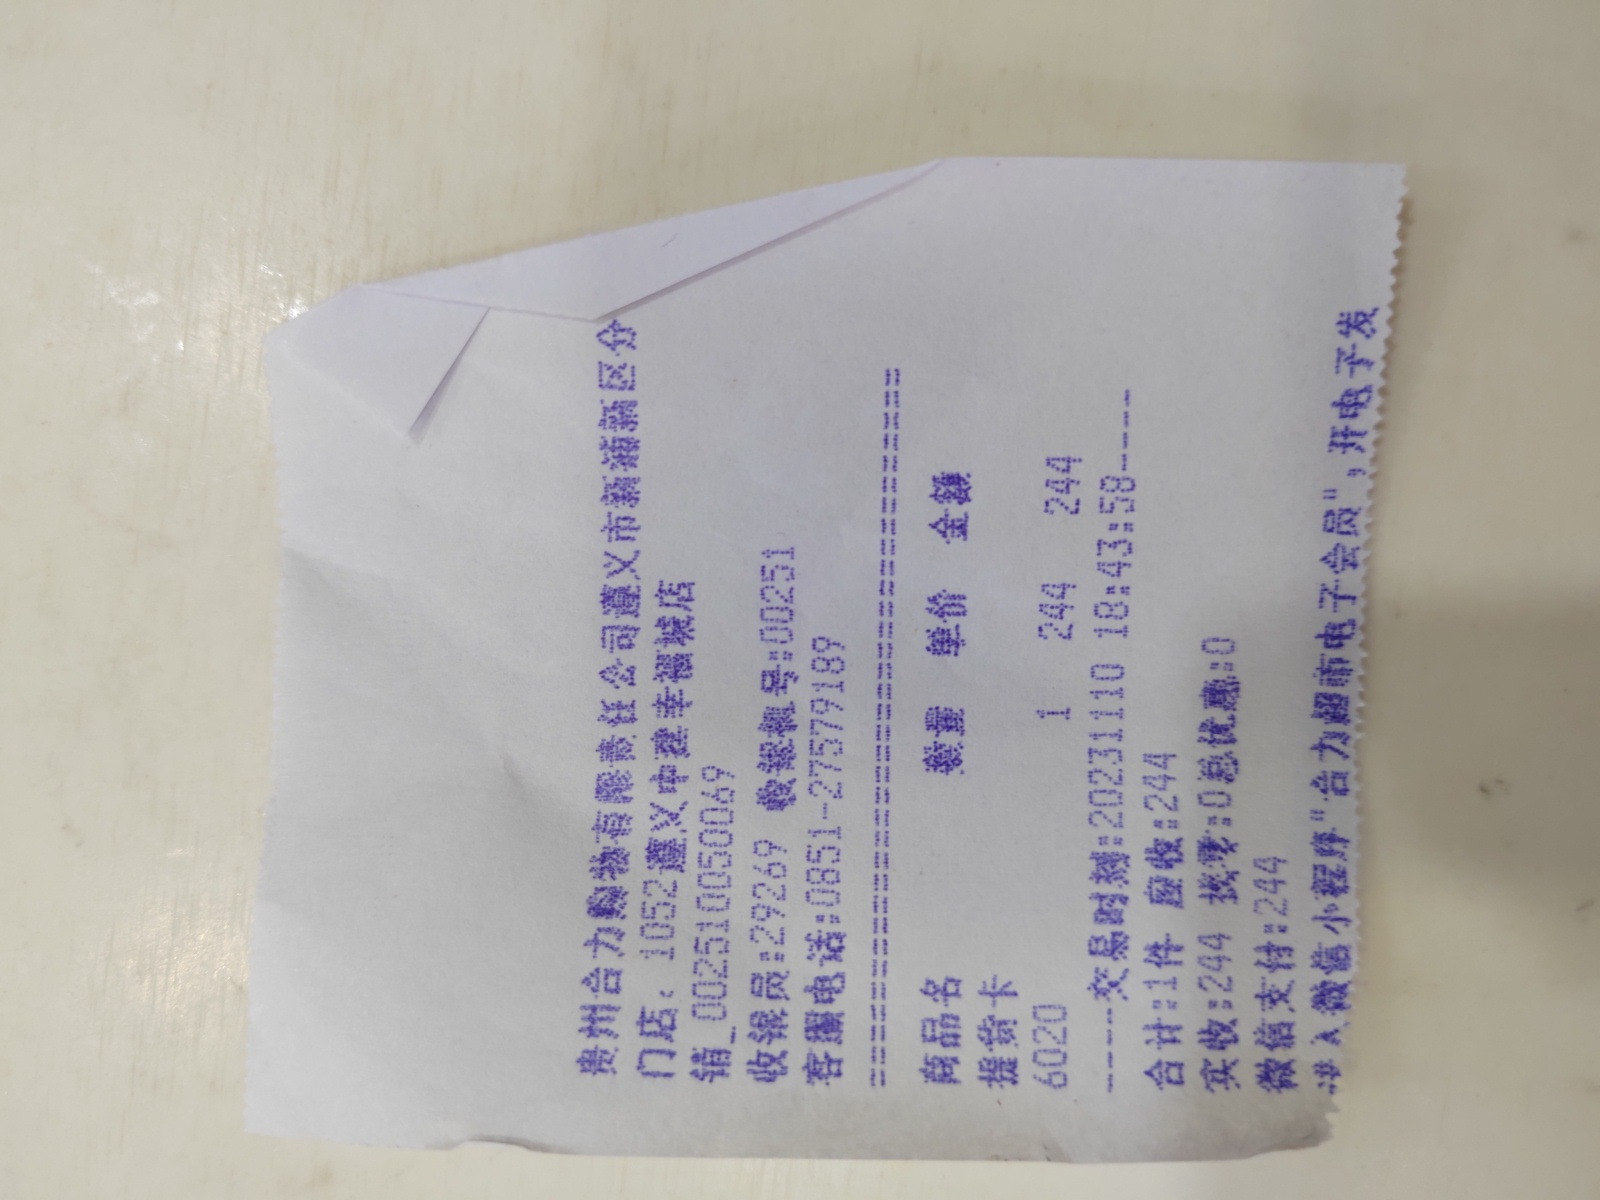 贵州合力购物有限责任公司遵义市新浦新区分
门店: 1052遵义中建幸福城店
销_002510050069
收银员:29269 收银机号:00251
客服电话:0851-27579189
==========================================
商品名 数量 单价 金额
提货卡
6020 1 244 244
----交易时刻:20231110 18:43:58----
合计:1件 应收:244
实收:244 找零:0总优惠:0
微信支付:244
进入微信小程序"合力超市电子会员",开电子发